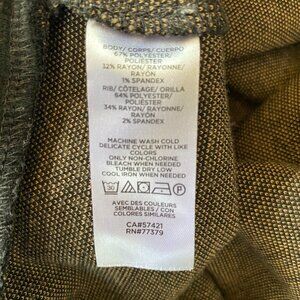 BODY/ CORPS/ CUERPO
67% POLYESTER/
POLIÉSTER
32% RAYON/ RAYONNE/
RAYÓN
1% SPANDEX
RIB/ CÔTELAGE/ ORILLA
64% POLYESTER/
POLIÉSTER
34% RAYON/ RAYONNE/
RAYÓN
2% SPANDEX
MACHINE WASH COLD
DELICATE CYCLE WITH LIKE
COLORS
ONLY NON-CHLORINE
BLEACH WHEN NEEDED
TUMBLE DRY LOW
COOL IRON WHEN NEEDED
AVEC DES COULEURS
SEMBLABLES / CON
COLORES SIMILARES
CA#57421
RN#77379